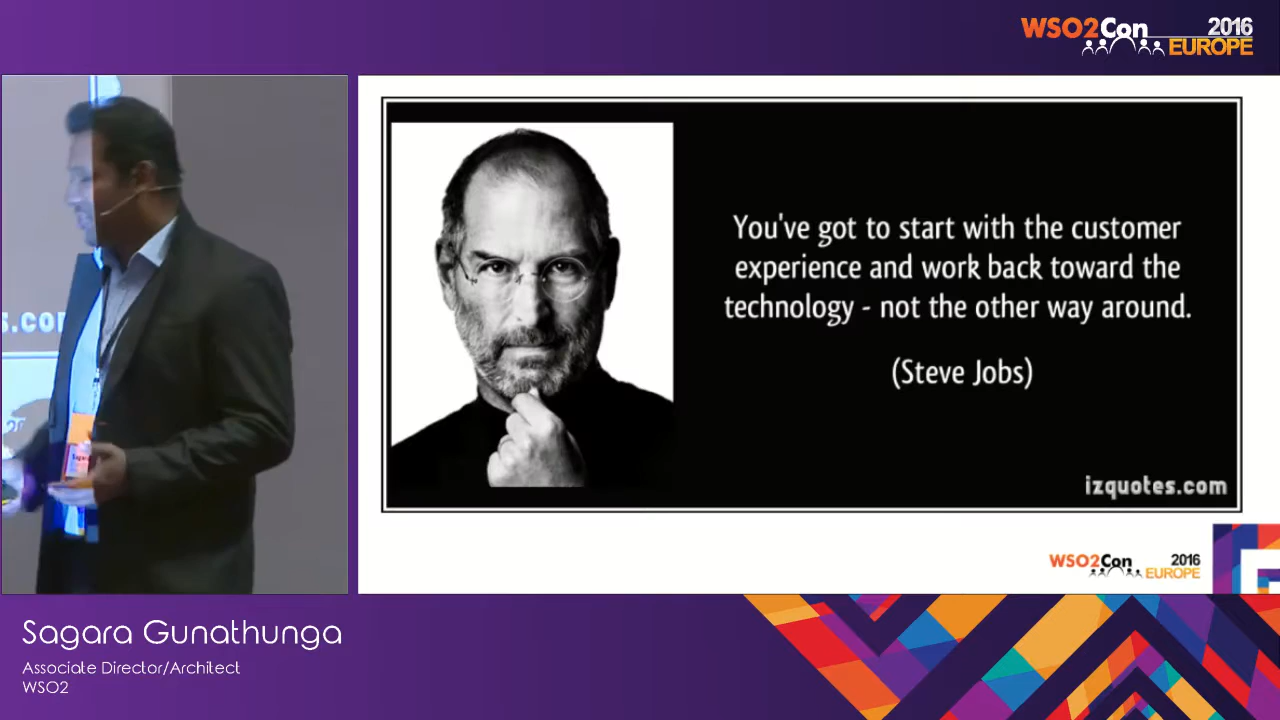 WSO2Con 2016
EUROPE
s.com
You've got to start with the customer
experience and work back toward the
technology - not the other way around.
(Steve Jobs)
izquotes.com
WSO2Con 2016
EUROPE
Sagara Gunathunga
Associate Director/Architect
WSO2